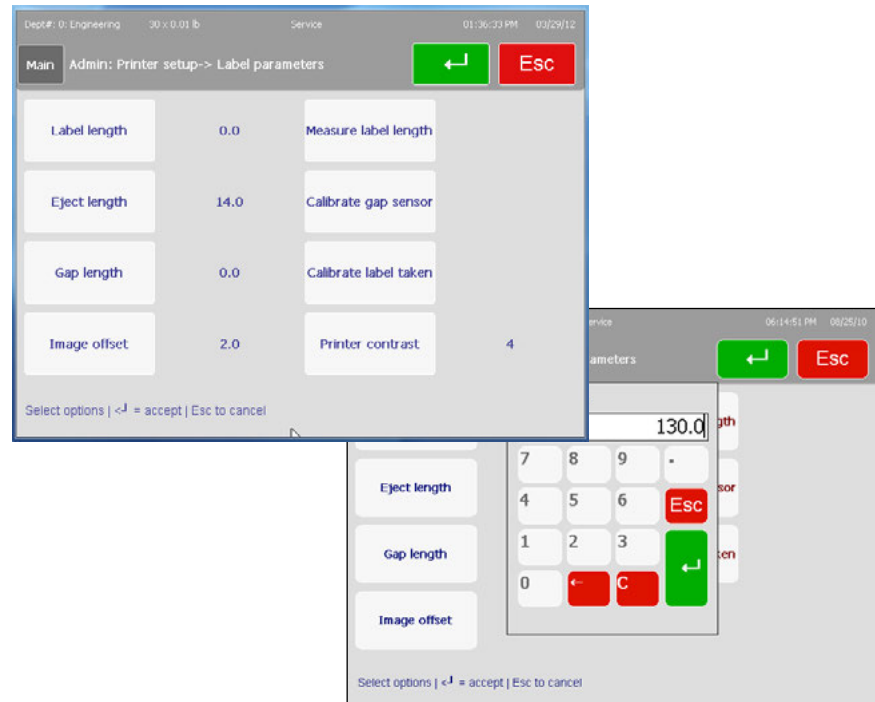 Dept#: 0: Engineering 30 x 0.01 lb Service 01:36:33 PM 03/29/12
Main Admin: Printer setup-> Label parameters ↵ Esc
Label length 0.0 Measure label length
Eject length 14.0 Calibrate gap sensor
Gap length 0.0 Calibrate label taken
Image offset 2.0 Printer contrast 4
Select options | <┘ = accept | Esc to cancel
ervice 06:14:51 PM 08/25/10
ameters ↵ Esc
130.0 gth
7 8 9 .
Eject length sor
4 5 6 Esc
1 2 3 ↵
Gap length ken
0 ← C
Image offset
Select options | <┘ = accept | Esc to cancel